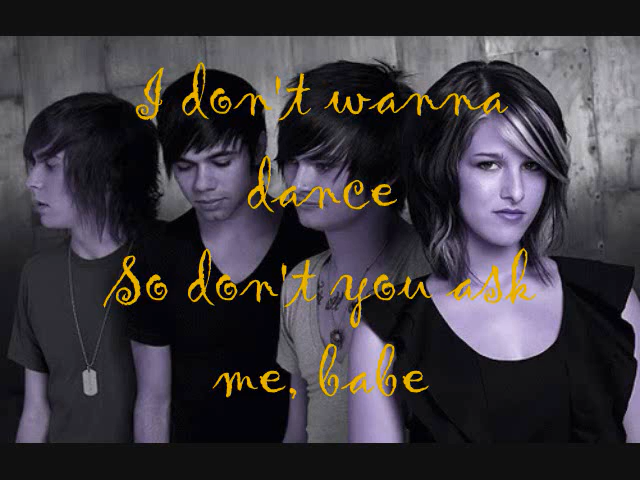 I don't wanna
dance
So don't you ask
me, babe